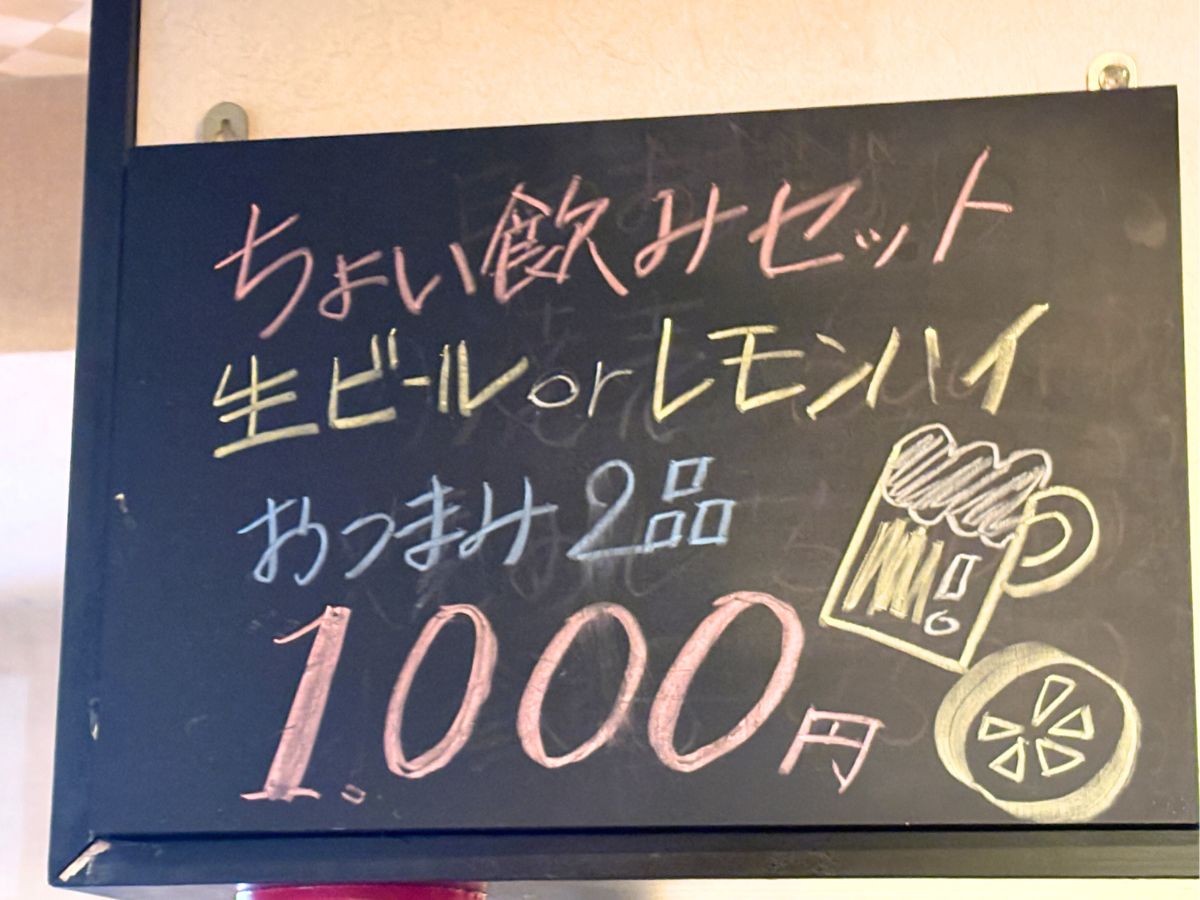 ちょい飲みセット
生ビールorレモンハイ
おつまみ2品
1.000円